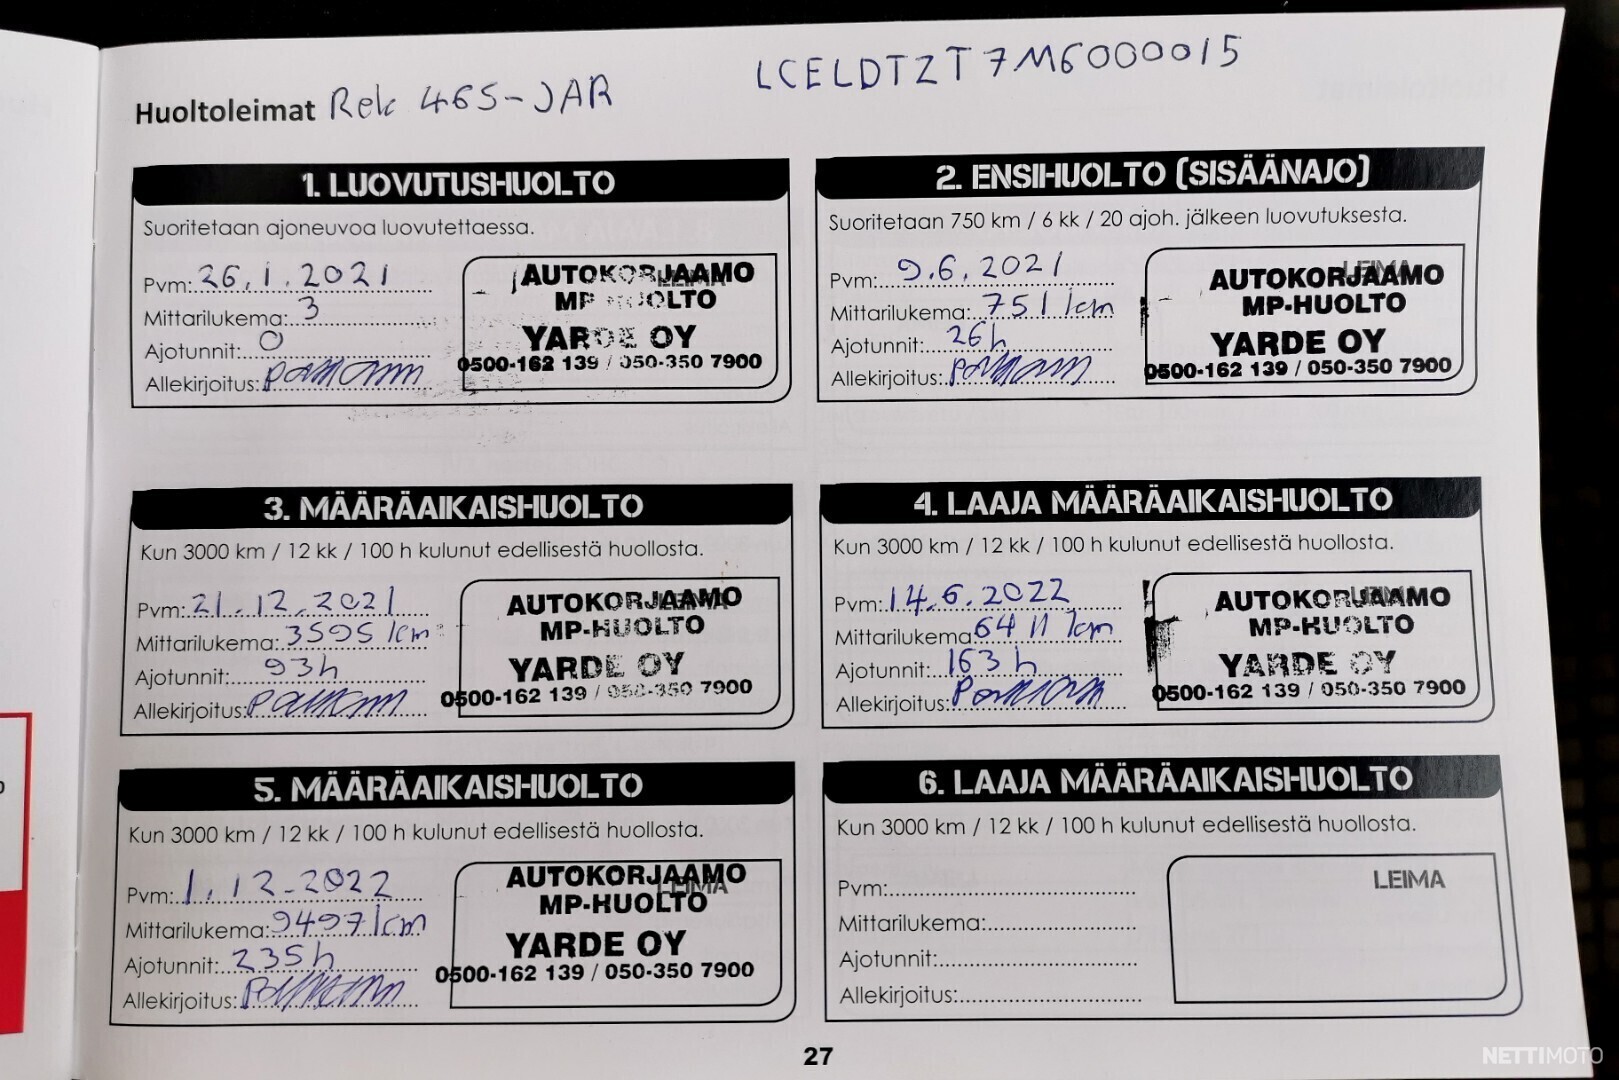 LCELDTZT7M6000015
Huoltoleimat Rek 465-JAR
1. LUOVUTUSHUOLTO
Suoritetaan ajoneuvoa luovutettaessa.
Pvm: 26.1.2021
Mittarilukema: 3
Ajotunnit: 0
Allekirjoitus:
LEIMA
AUTOKORJAAMO
MP-HUOLTO
YARDE OY
0500-162 139 / 050-350 7900
2. ENSIHUOLTO (SISÄÄNAJO)
Suoritetaan 750 km / 6 kk / 20 ajoh. jälkeen luovutuksesta.
Pvm: 9.6.2021
Mittarilukema: 751 km
Ajotunnit: 26h
Allekirjoitus:
LEIMA
AUTOKORJAAMO
MP-HUOLTO
YARDE OY
0500-162 139 / 050-350 7900
3. MÄÄRÄAIKAISHUOLTO
Kun 3000 km / 12 kk / 100 h kulunut edellisestä huollosta.
Pvm: 21.12.2021
Mittarilukema: 3595 km
Ajotunnit: 93h
Allekirjoitus:
LEIMA
AUTOKORJAAMO
MP-HUOLTO
YARDE OY
0500-162 139 / 050-350 7900
4. LAAJA MÄÄRÄAIKAISHUOLTO
Kun 3000 km / 12 kk / 100 h kulunut edellisestä huollosta.
Pvm: 14.6.2022
Mittarilukema: 6411 km
Ajotunnit: 163 h
Allekirjoitus:
LEIMA
AUTOKORJAAMO
MP-HUOLTO
YARDE OY
0500-162 139 / 050-350 7900
5. MÄÄRÄAIKAISHUOLTO
Kun 3000 km / 12 kk / 100 h kulunut edellisestä huollosta.
Pvm: 1.12-2022
Mittarilukema: 9497 km
Ajotunnit: 235h
Allekirjoitus:
LEIMA
AUTOKORJAAMO
MP-HUOLTO
YARDE OY
0500-162 139 / 050-350 7900
6. LAAJA MÄÄRÄAIKAISHUOLTO
Kun 3000 km / 12 kk / 100 h kulunut edellisestä huollosta.
Pvm:
Mittarilukema:
Ajotunnit:
Allekirjoitus:
LEIMA
27
NETTIMOTO